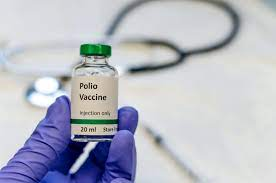 Polio
Vaccine
injection only
20 ml